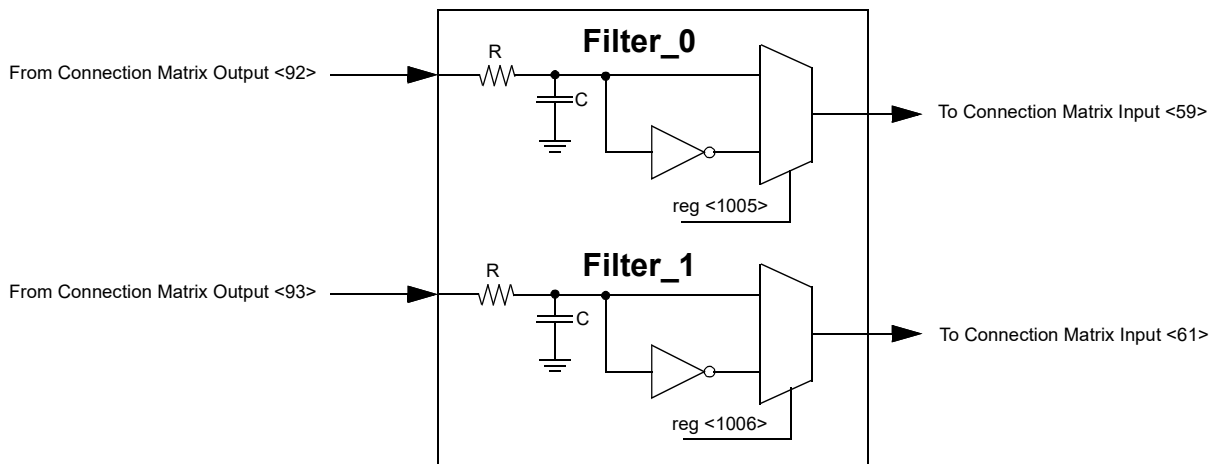 Filter_0
R
From Connection Matrix Output <92>
C
To Connection Matrix Input <59>
reg <1005>
Filter_1
R
From Connection Matrix Output <93>
C
To Connection Matrix Input <61>
reg <1006>